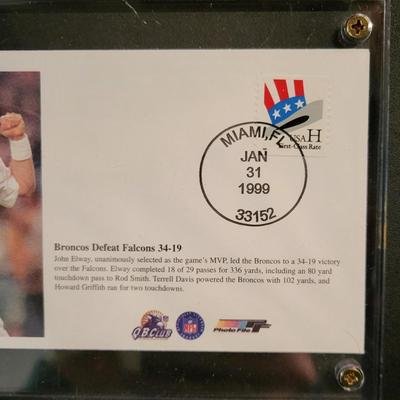 USA H
First-Class Rate
MIAMI, FL
JAN
31
1999
33152
Broncos Defeat Falcons 34-19
John Elway, unanimously selected as the game's MVP, led the Broncos to a 34-19 victory
over the Falcons. Elway completed 18 of 29 passes for 336 yards, including an 80 yard
touchdown pass to Rod Smith. Terrell Davis powered the Broncos with 102 yards, and
Howard Griffith ran for two touchdowns.
QB CLUB
NFL
Photo File